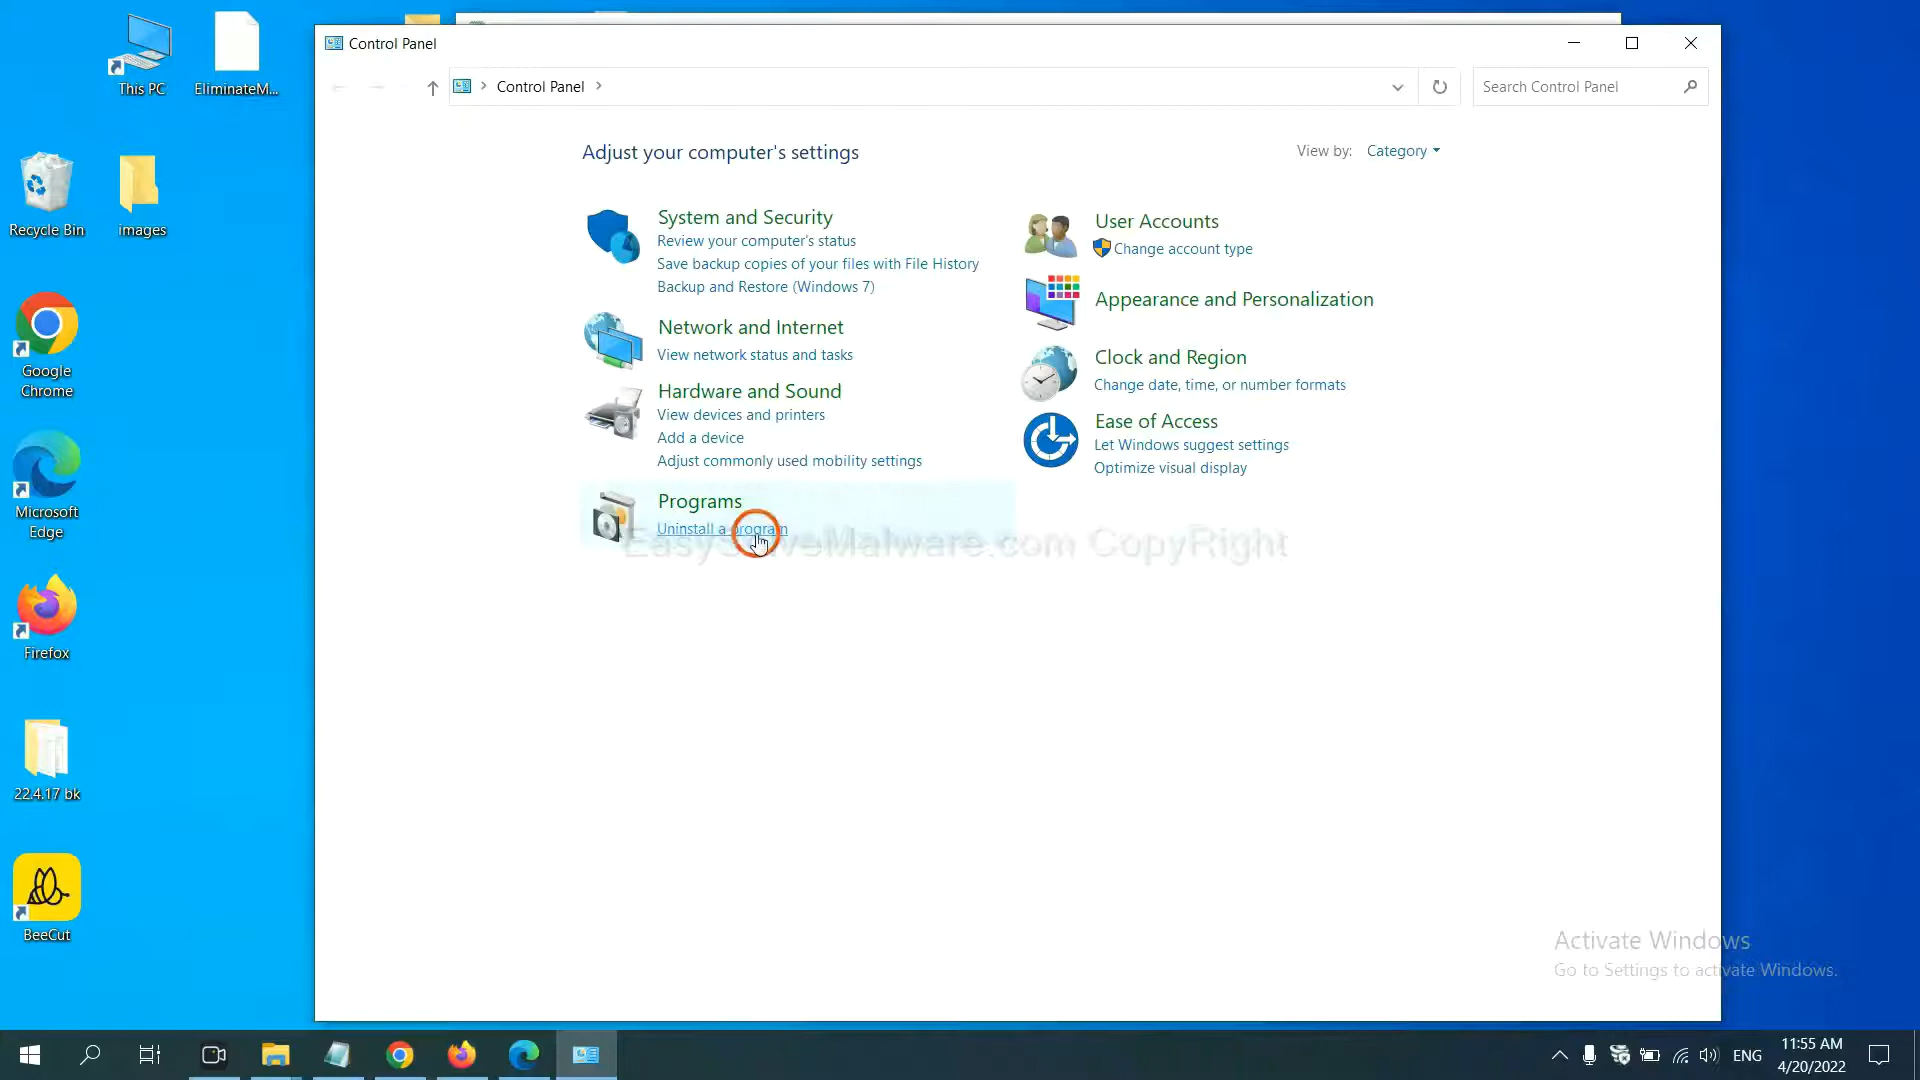 This PC
EliminateM...
Recycle Bin
images
Google
Chrome
Microsoft
Edge
Firefox
22.4.17 bk
BeeCut
Control Panel
Control Panel
Search Control Panel
Adjust your computer's settings
View by: Category
System and Security
Review your computer's status
Save backup copies of your files with File History
Backup and Restore (Windows 7)
Network and Internet
View network status and tasks
Hardware and Sound
View devices and printers
Add a device
Adjust commonly used mobility settings
Programs
Uninstall a program
User Accounts
Change account type
Appearance and Personalization
Clock and Region
Change date, time, or number formats
Ease of Access
Let Windows suggest settings
Optimize visual display
EasySolveMalware.com CopyRight
Activate Windows
Go to Settings to activate Windows.
ENG
11:55 AM
4/20/2022